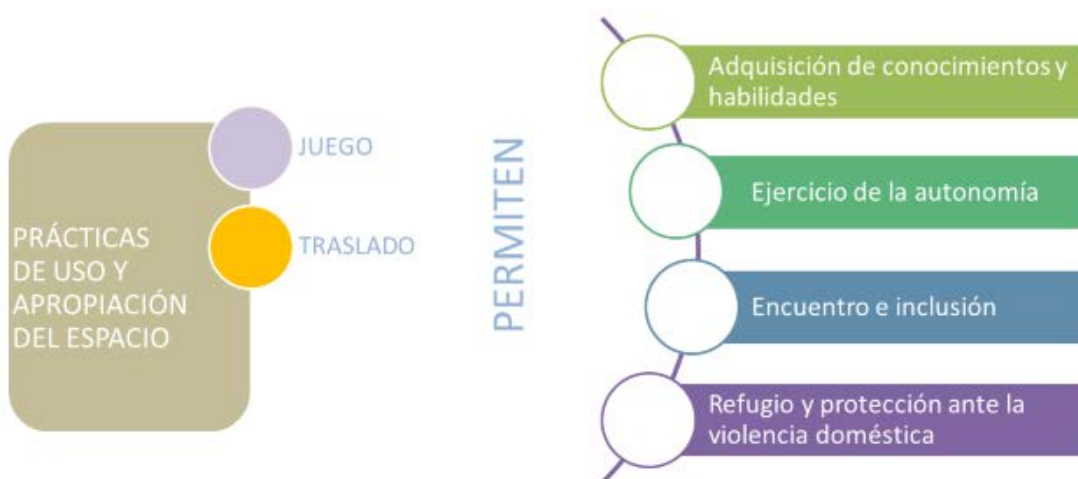 PRÁCTICAS
DE USO Y
APROPIACIÓN
DEL ESPACIO
JUEGO
TRASLADO
PERMITEN
Adquisición de conocimientos y
habilidades
Ejercicio de la autonomía
Encuentro e inclusión
Refugio y protección ante la
violencia doméstica